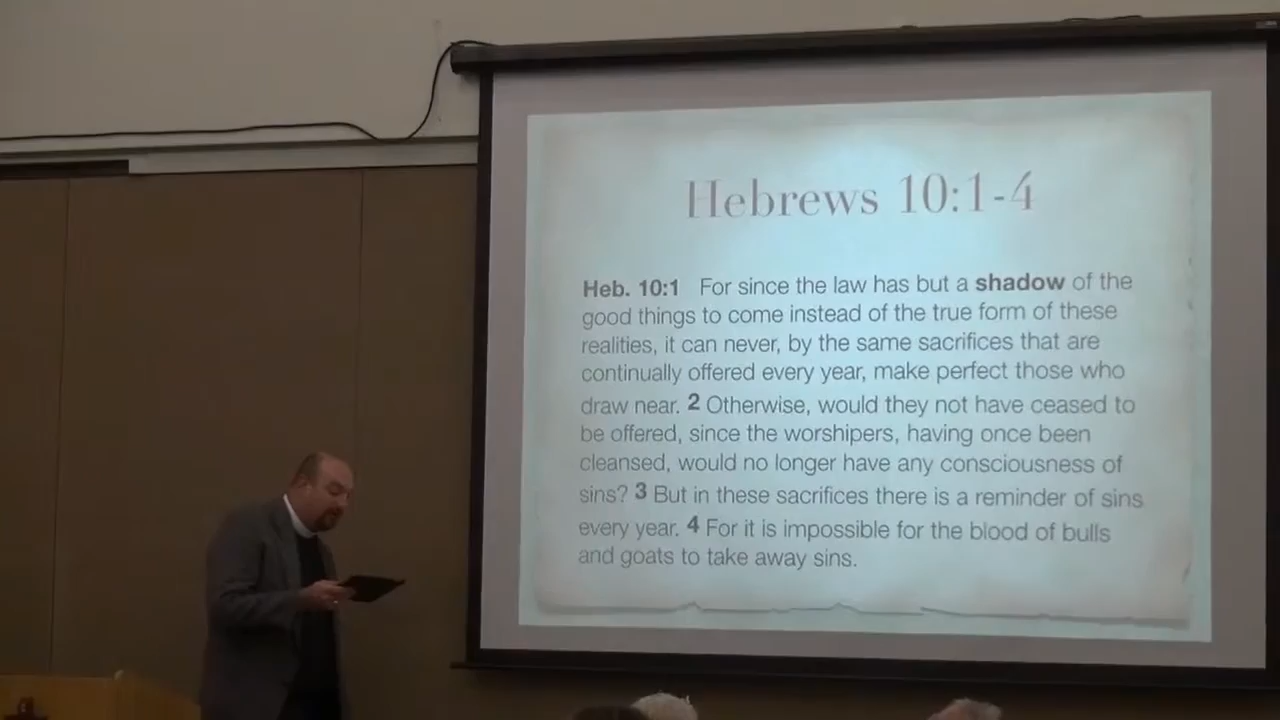 Hebrews 10:1-4
Heb. 10:1 For since the law has but a shadow of the
good things to come instead of the true form of these
realities, it can never, by the same sacrifices that are
continually offered every year, make perfect those who
draw near. 2 Otherwise, would they not have ceased to
be offered, since the worshipers, having once been
cleansed, would no longer have any consciousness of
sins? 3 But in these sacrifices there is a reminder of sins
every year. 4 For it is impossible for the blood of bulls
and goats to take away sins.